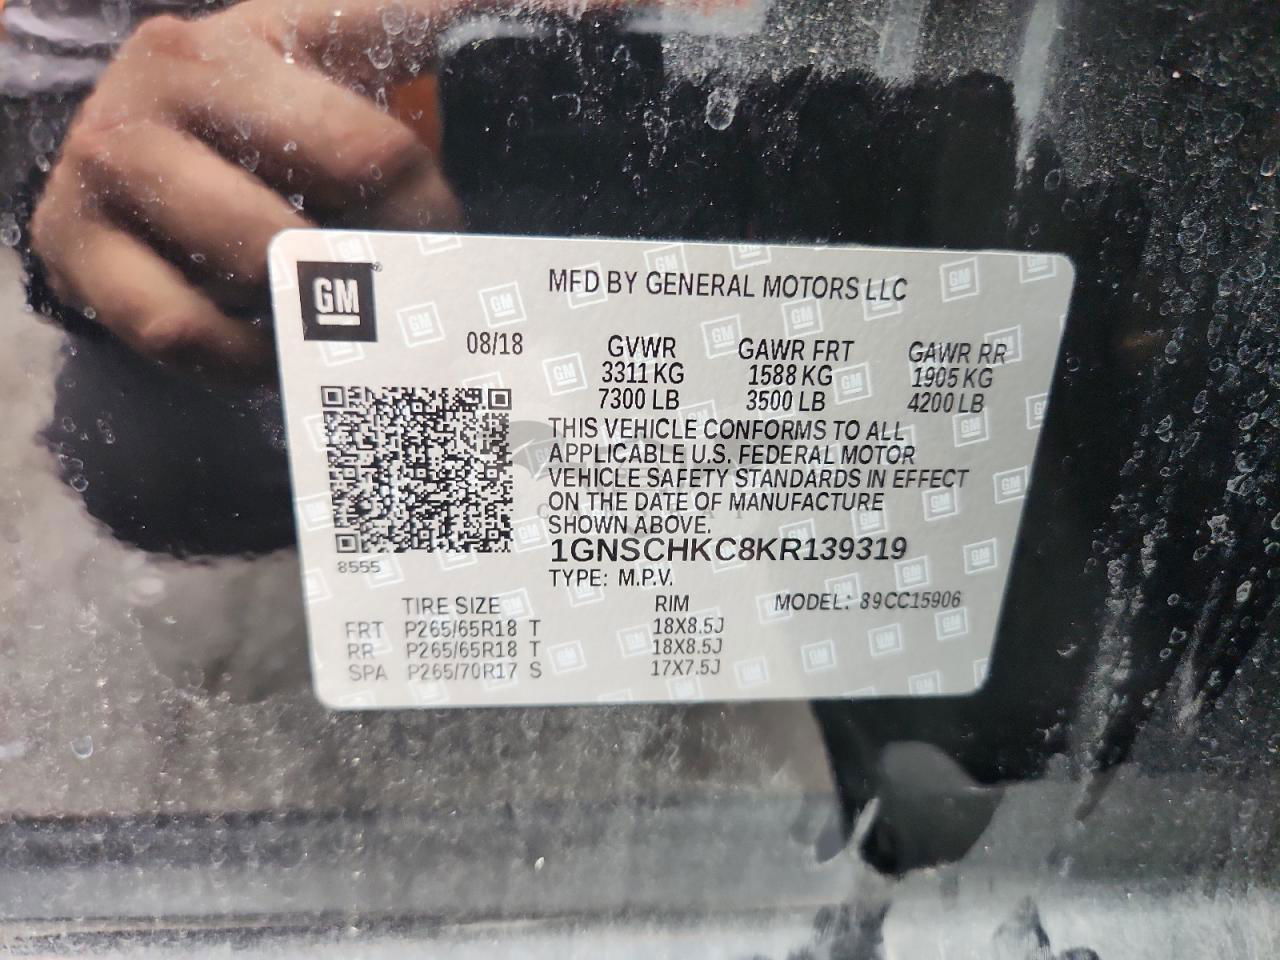 GM
MFD BY GENERAL MOTORS LLC
08/18 GVWR GAWR FRT GAWR RR
3311 KG 1588 KG 1905 KG
7300 LB 3500 LB 4200 LB
THIS VEHICLE CONFORMS TO ALL
APPLICABLE U.S. FEDERAL MOTOR
VEHICLE SAFETY STANDARDS IN EFFECT
ON THE DATE OF MANUFACTURE
SHOWN ABOVE.
1GNSCHKC8KR139319
8555
TYPE: M.P.V.
TIRE SIZE RIM MODEL: 89CC15906
FRT P265/65R18 T 18X8.5J
RR P265/65R18 T 18X8.5J
SPA P265/70R17 S 17X7.5J